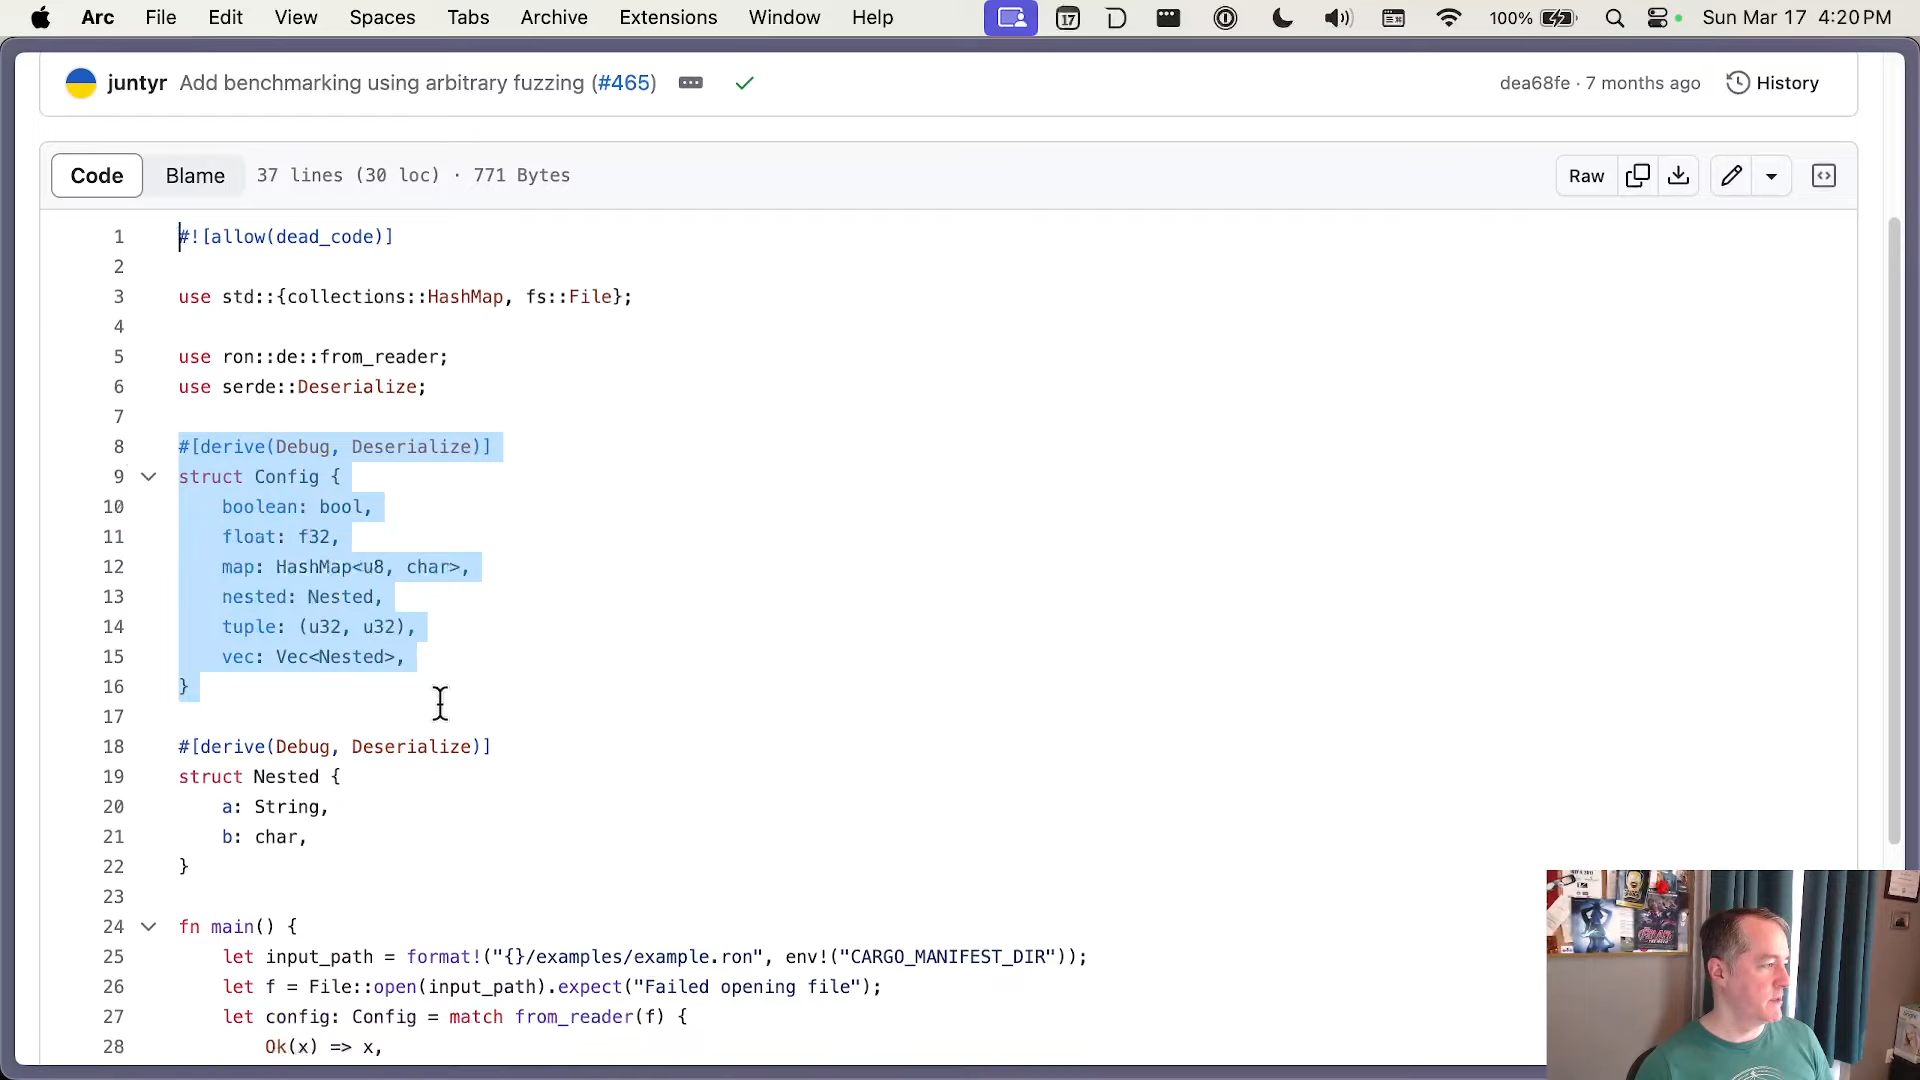 Arc File Edit View Spaces Tabs Archive Extensions Window Help 17 100% Sun Mar 17 4:20 PM
juntyr Add benchmarking using arbitrary fuzzing (#465) dea68fe · 7 months ago History
Code Blame 37 lines (30 loc) · 771 Bytes Raw
1 #![allow(dead_code)]
2
3 use std::{collections::HashMap, fs::File};
4
5 use ron::de::from_reader;
6 use serde::Deserialize;
7
8 #[derive(Debug, Deserialize)]
9 struct Config {
10 boolean: bool,
11 float: f32,
12 map: HashMap<u8, char>,
13 nested: Nested,
14 tuple: (u32, u32),
15 vec: Vec<Nested>,
16 }
17
18 #[derive(Debug, Deserialize)]
19 struct Nested {
20 a: String,
21 b: char,
22 }
23
24 fn main() {
25 let input_path = format!("{}/examples/example.ron", env!("CARGO_MANIFEST_DIR"));
26 let f = File::open(input_path).expect("Failed opening file");
27 let config: Config = match from_reader(f) {
28 Ok(x) => x,